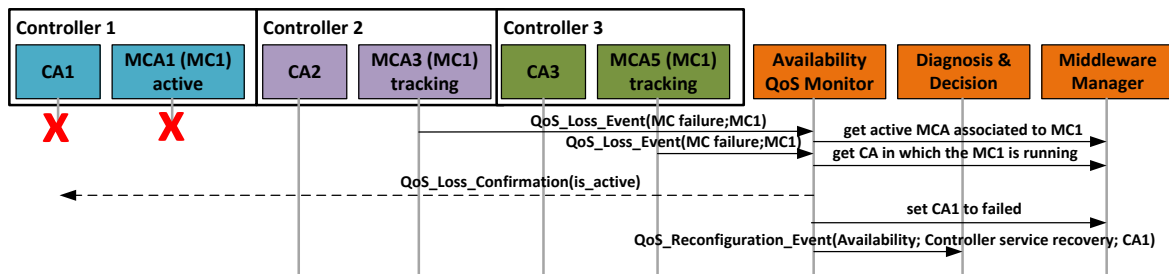 Controller 1
Controller 2
Controller 3
CA1
MCA1 (MC1)
active
CA2
MCA3 (MC1)
tracking
CA3
MCA5 (MC1)
tracking
Availability
QoS Monitor
Diagnosis &
Decision
Middleware
Manager
X
X
QoS_Loss_Event(MC failure;MC1)
get active MCA associated to MC1
QoS_Loss_Event(MC failure;MC1)
get CA in which the MC1 is running
QoS_Loss_Confirmation(is_active)
set CA1 to failed
QoS_Reconfiguration_Event(Availability; Controller service recovery; CA1)